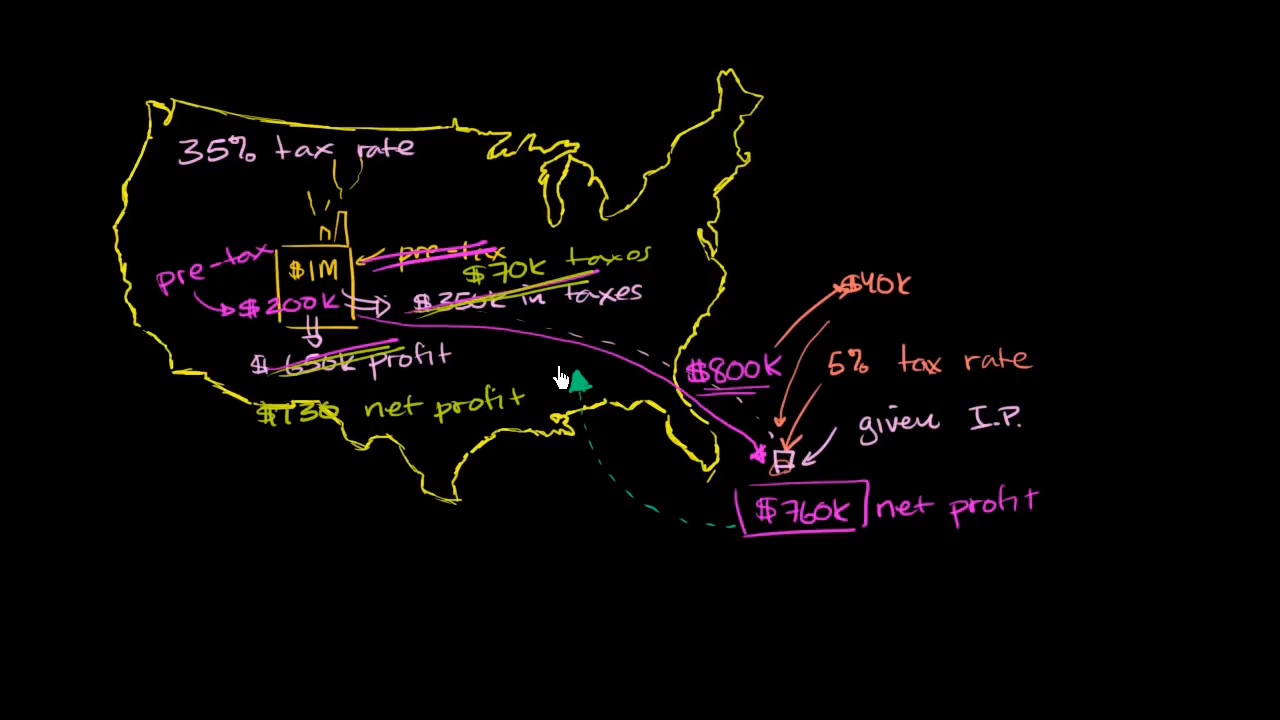 35% tax rate
pre-tax
$70k taxes
pre-tax
$1M
$200k
$350k in taxes
$650k profit
$130 net profit
$40k
$800k
5% tax rate
given I.P.
$760k net profit